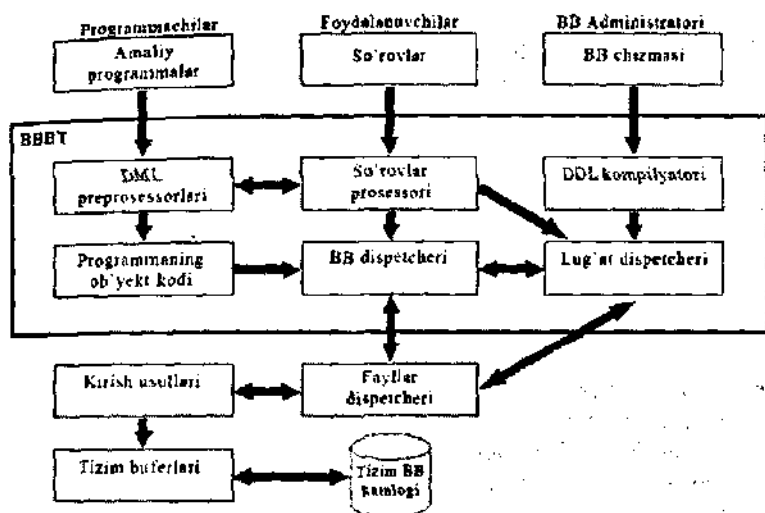 Programmachilar
Foydalanuvchilar
BB Administratori
Amaliy
programmalar
So'rovlar
BB chizmasi
BBBT
DML
preprosessorlari
So'rovlar
prosessori
DDL kompilyatori
Programmaning
ob'yekt kodi
BB dispetcheri
Lug'at dispetcheri
Kirish usullari
Fayllar
dispetcheri
Tizim buferlari
Tizim BB
katalogi